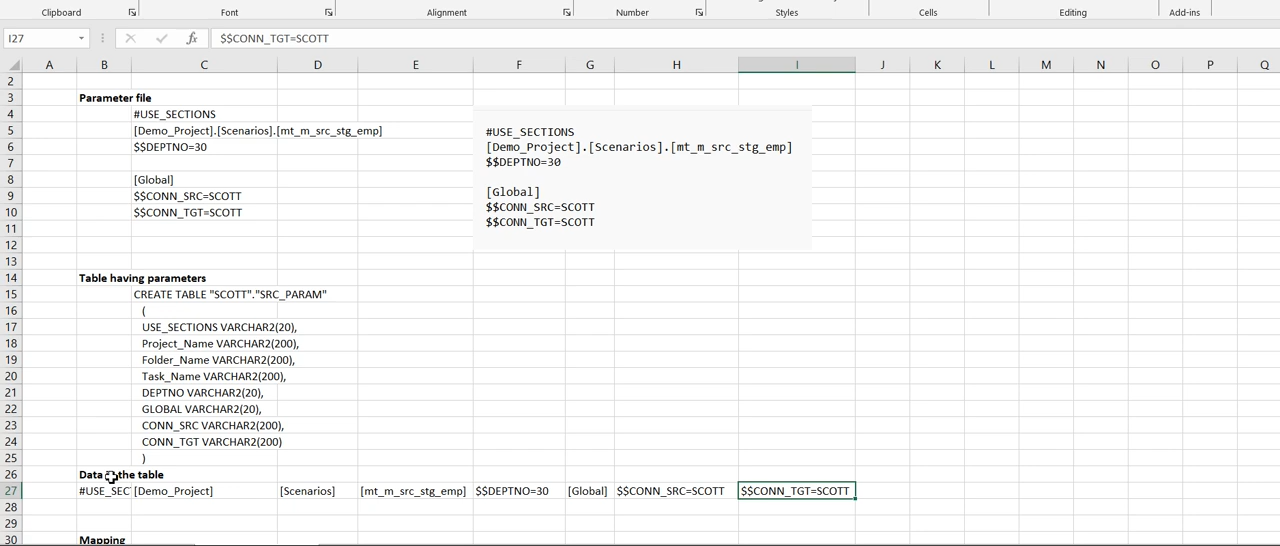 Clipboard Font Alignment Number Styles Cells Editing Add-ins
I27 fx $$CONN_TGT=SCOTT
A B C D E F G H I J K L M N O P Q
2
3 Parameter file
4 #USE_SECTIONS
5 [Demo_Project].[Scenarios].[mt_m_src_stg_emp]
6 $$DEPTNO=30
7
8 [Global]
9 $$CONN_SRC=SCOTT
10 $$CONN_TGT=SCOTT
11
12
13
#USE_SECTIONS
[Demo_Project].[Scenarios].[mt_m_src_stg_emp]
$$DEPTNO=30
[Global]
$$CONN_SRC=SCOTT
$$CONN_TGT=SCOTT
14 Table having parameters
15 CREATE TABLE "SCOTT"."SRC_PARAM"
16 (
17 USE_SECTIONS VARCHAR2(20),
18 Project_Name VARCHAR2(200),
19 Folder_Name VARCHAR2(200),
20 Task_Name VARCHAR2(200),
21 DEPTNO VARCHAR2(20),
22 GLOBAL VARCHAR2(20),
23 CONN_SRC VARCHAR2(200),
24 CONN_TGT VARCHAR2(200)
25 )
26 Data the table
27 #USE_SEC [Demo_Project] [Scenarios] [mt_m_src_stg_emp] $$DEPTNO=30 [Global] $$CONN_SRC=SCOTT $$CONN_TGT=SCOTT
28
29
30 Mapping